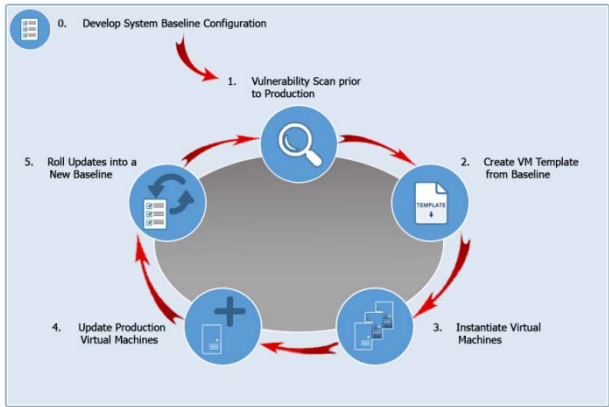 0. Develop System Baseline Configuration
1. Vulnerability Scan prior
to Production
5. Roll Updates into a
New Baseline
2. Create VM Template
from Baseline
TEMPLATE
4. Update Production
Virtual Machines
3. Instantiate Virtual
Machines